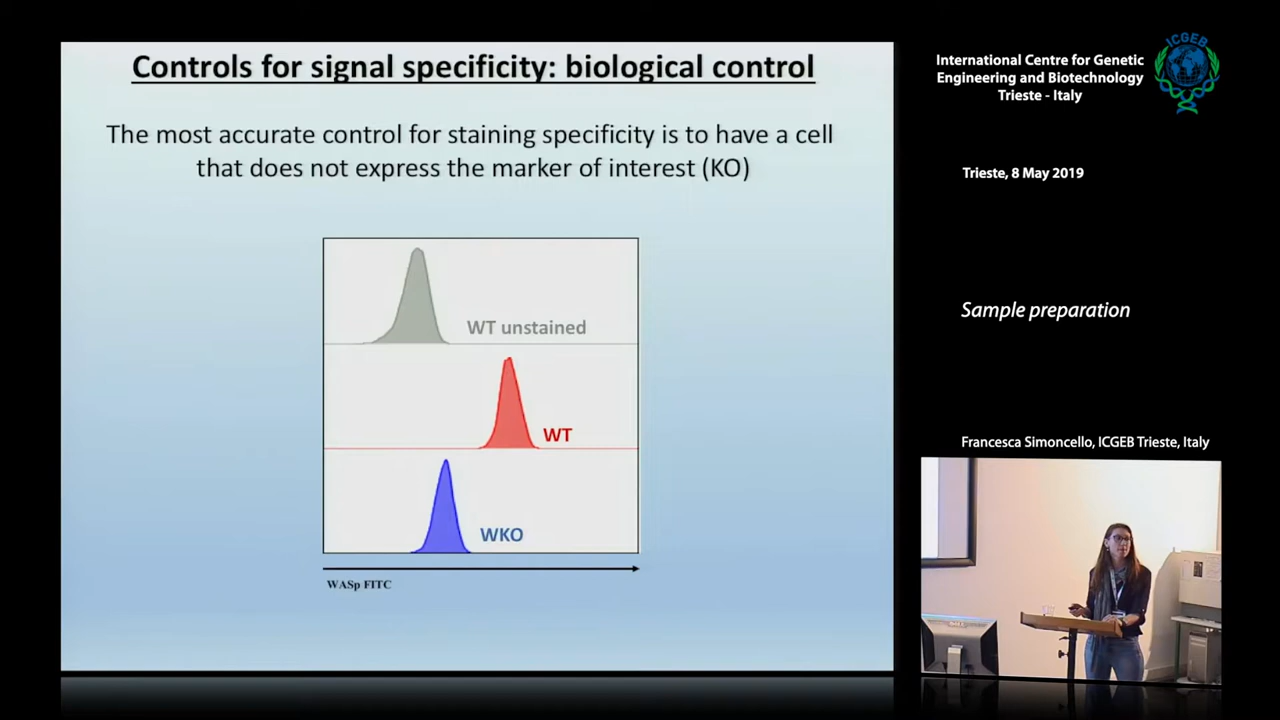 Controls for signal specificity: biological control
The most accurate control for staining specificity is to have a cell
that does not express the marker of interest (KO)
WT unstained
WT
WKO
WASp FITC
International Centre for Genetic
Engineering and Biotechnology
Trieste - Italy
ICGEB
Trieste, 8 May 2019
Sample preparation
Francesca Simoncello, ICGEB Trieste, Italy